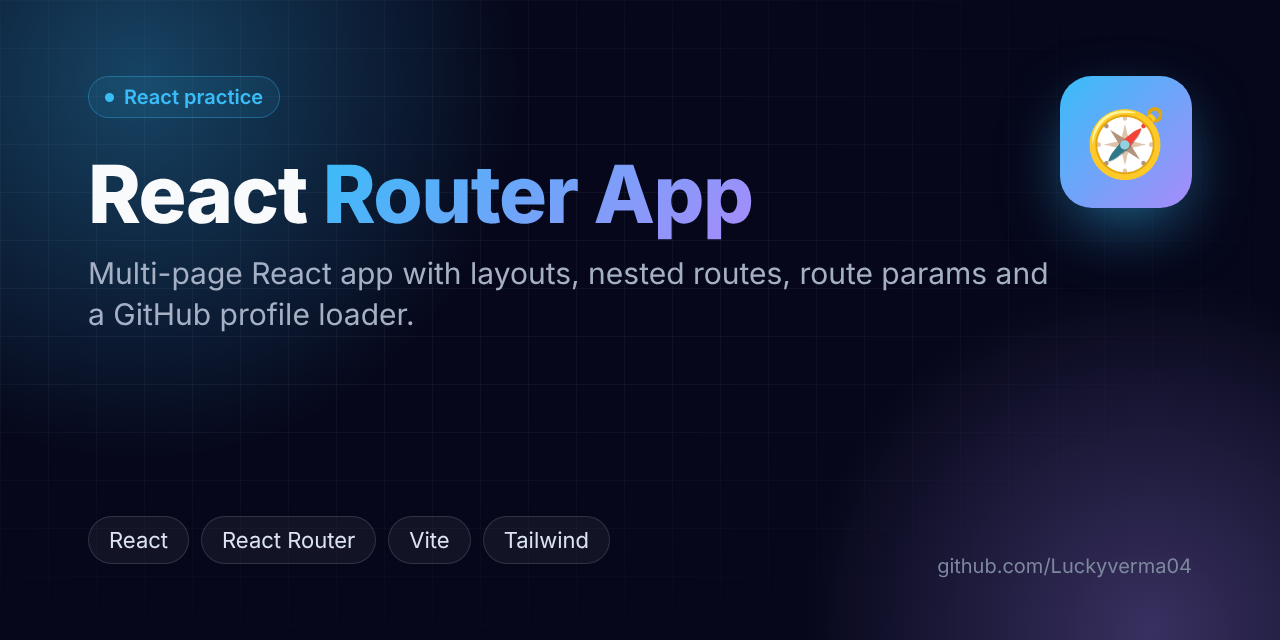 React practice
React Router App
Multi-page React app with layouts, nested routes, route params and
a GitHub profile loader.
React
React Router
Vite
Tailwind
github.com/Luckyverma04